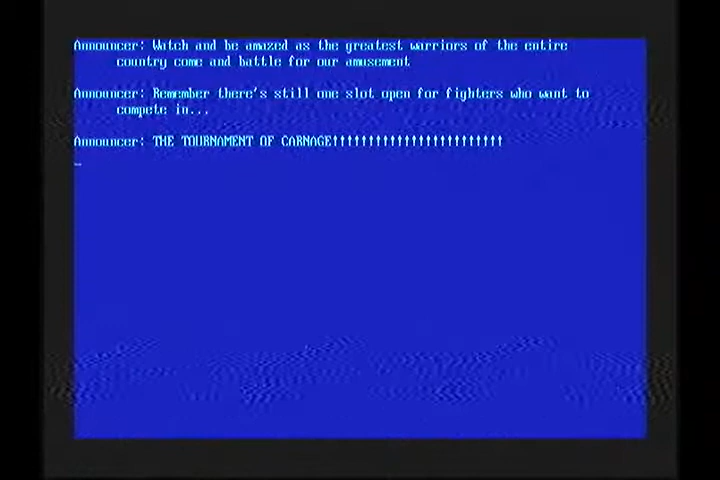 Announcer: Watch and be amazed as the greatest warriors of the entire
country come and battle for our amusement
Announcer: Remember there's still one slot open for fighters who want to
compete in...
Announcer: THE TOURNAMENT OF CARNAGE!!!!!!!!!!!!!!!!!!!!!!!!
_